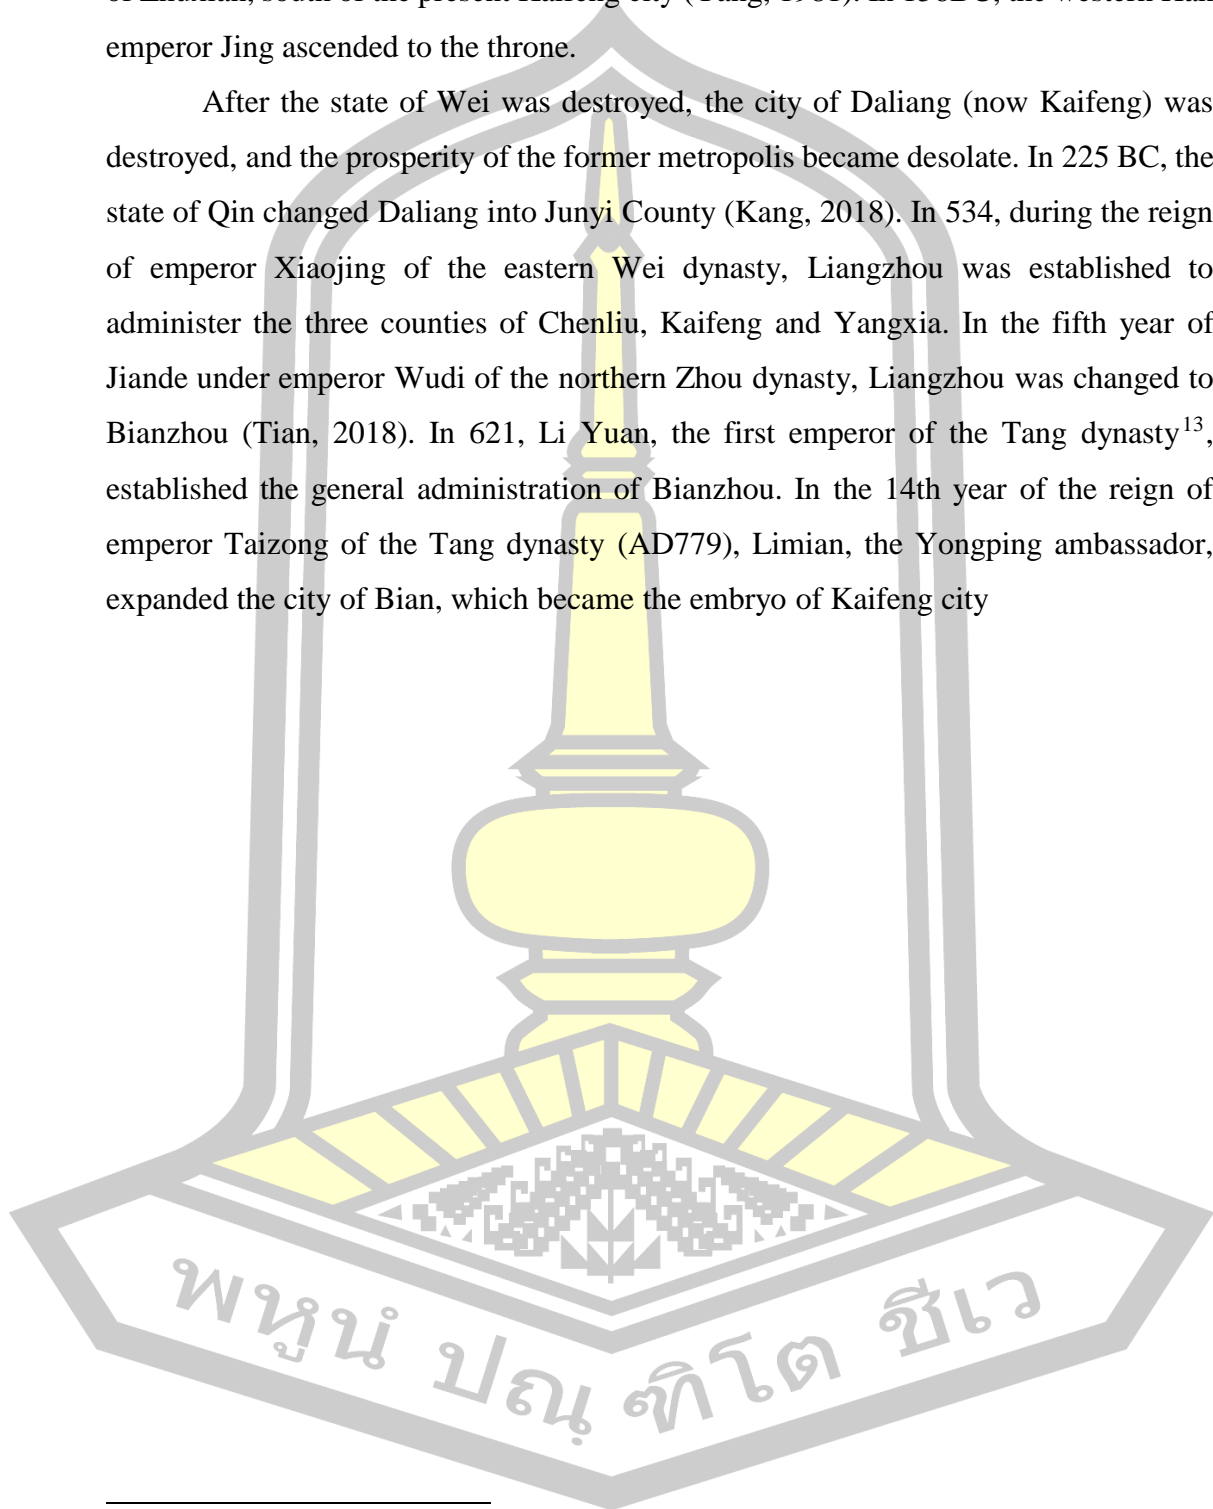 emperor Jing ascended to the throne.
After the state of Wei was destroyed, the city of Daliang (now Kaifeng) was
destroyed, and the prosperity of the former metropolis became desolate. In 225 BC, the
state of Qin changed Daliang into Junyi County (Kang, 2018). In 534, during the reign
of emperor Xiaojing of the eastern Wei dynasty, Liangzhou was established to
administer the three counties of Chenliu, Kaifeng and Yangxia. In the fifth year of
Jiande under emperor Wudi of the northern Zhou dynasty, Liangzhou was changed to
Bianzhou (Tian, 2018). In 621, Li Yuan, the first emperor of the Tang dynasty13,
established the general administration of Bianzhou. In the 14th year of the reign of
emperor Taizong of the Tang dynasty (AD779), Limian, the Yongping ambassador,
expanded the city of Bian, which became the embryo of Kaifeng city
พหูนํ ปณฺฑิโต ชีเว